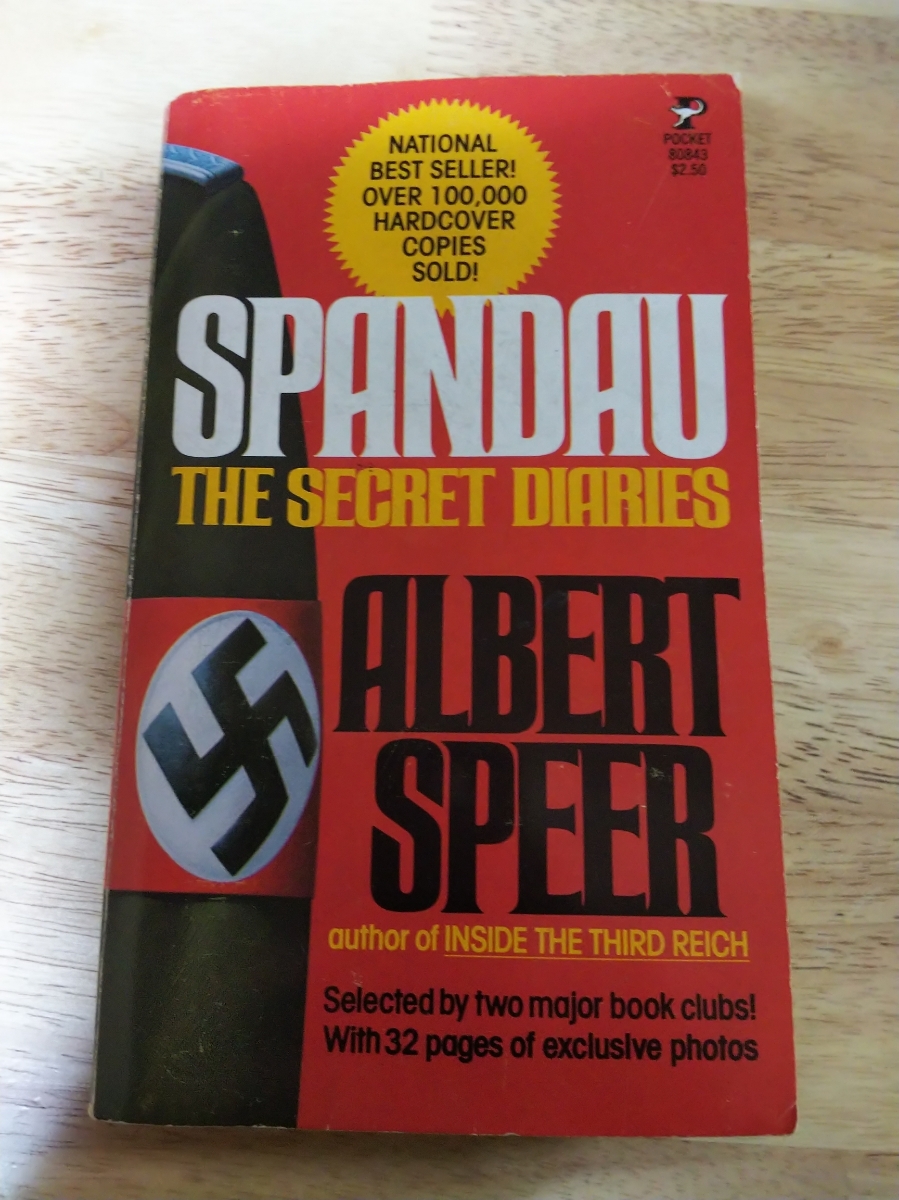 POCKET
80843
$2.50
NATIONAL
BEST SELLER!
OVER 100,000
HARDCOVER
COPIES
SOLD!
SPANDAU
THE SECRET DIARIES
ALBERT
SPEER
author of INSIDE THE THIRD REICH
Selected by two major book clubs!
With 32 pages of exclusive photos